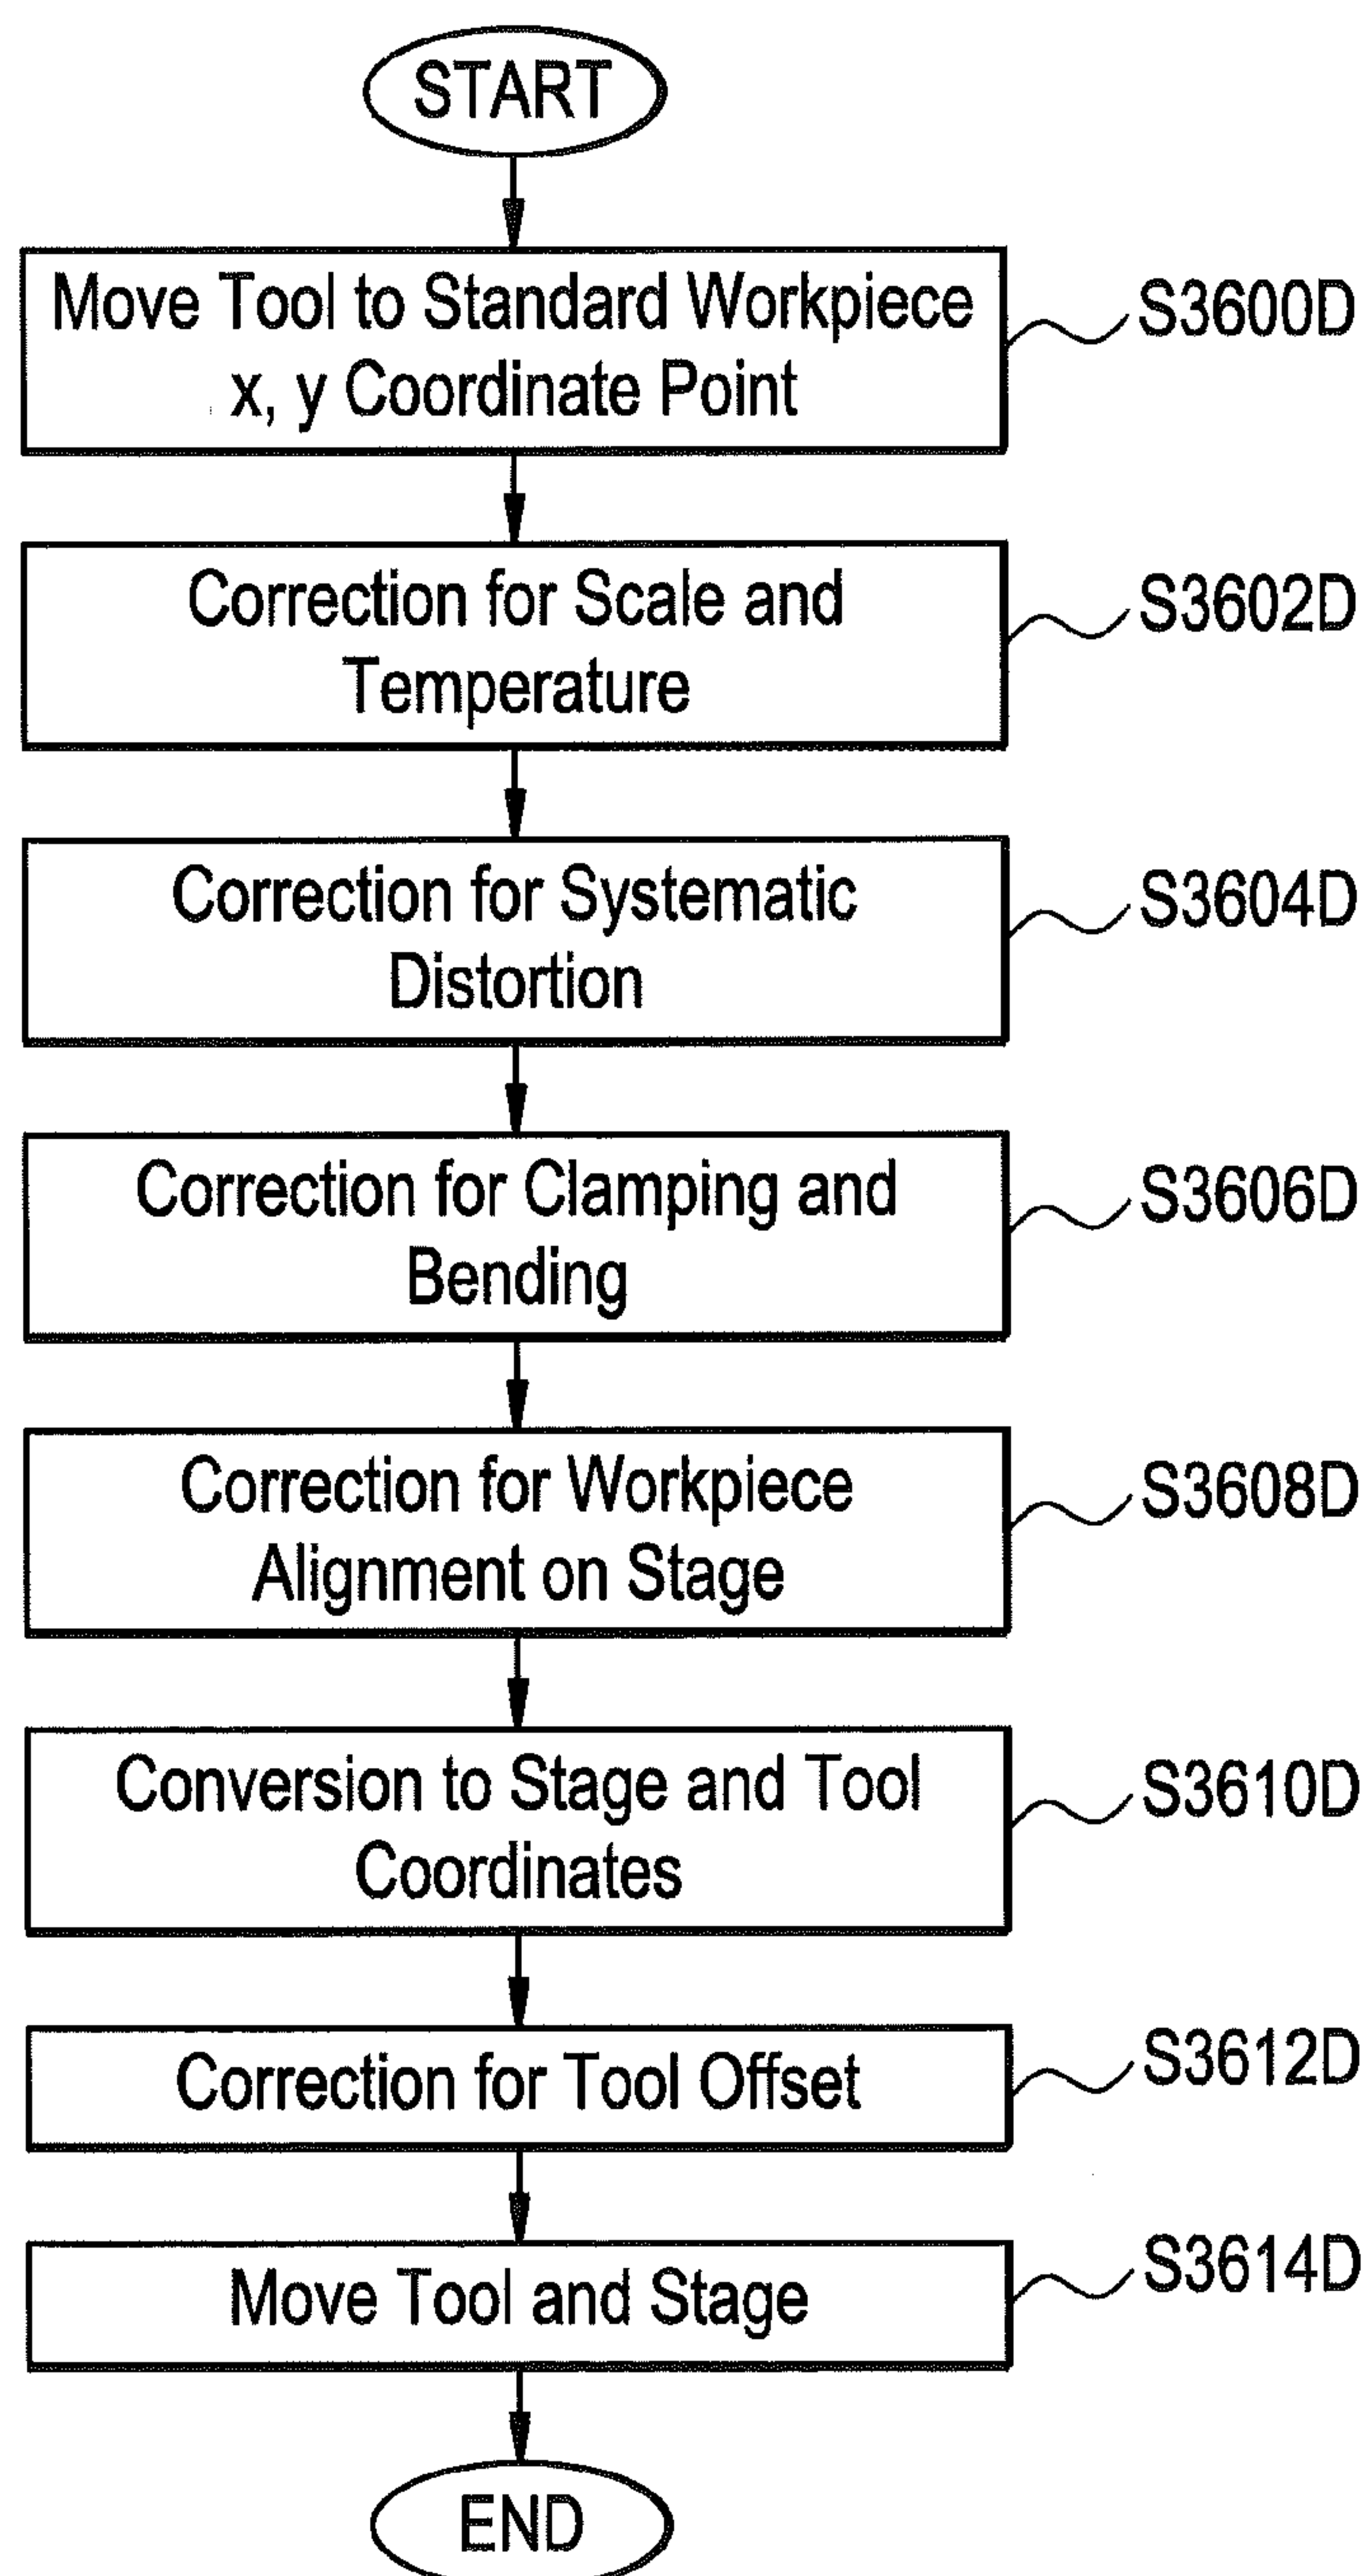 START
Move Tool to Standard Workpiece
x, y Coordinate Point
S3600D
Correction for Scale and
Temperature
S3602D
Correction for Systematic
Distortion
S3604D
Correction for Clamping and
Bending
S3606D
Correction for Workpiece
Alignment on Stage
S3608D
Conversion to Stage and Tool
Coordinates
S3610D
Correction for Tool Offset
S3612D
Move Tool and Stage
S3614D
END